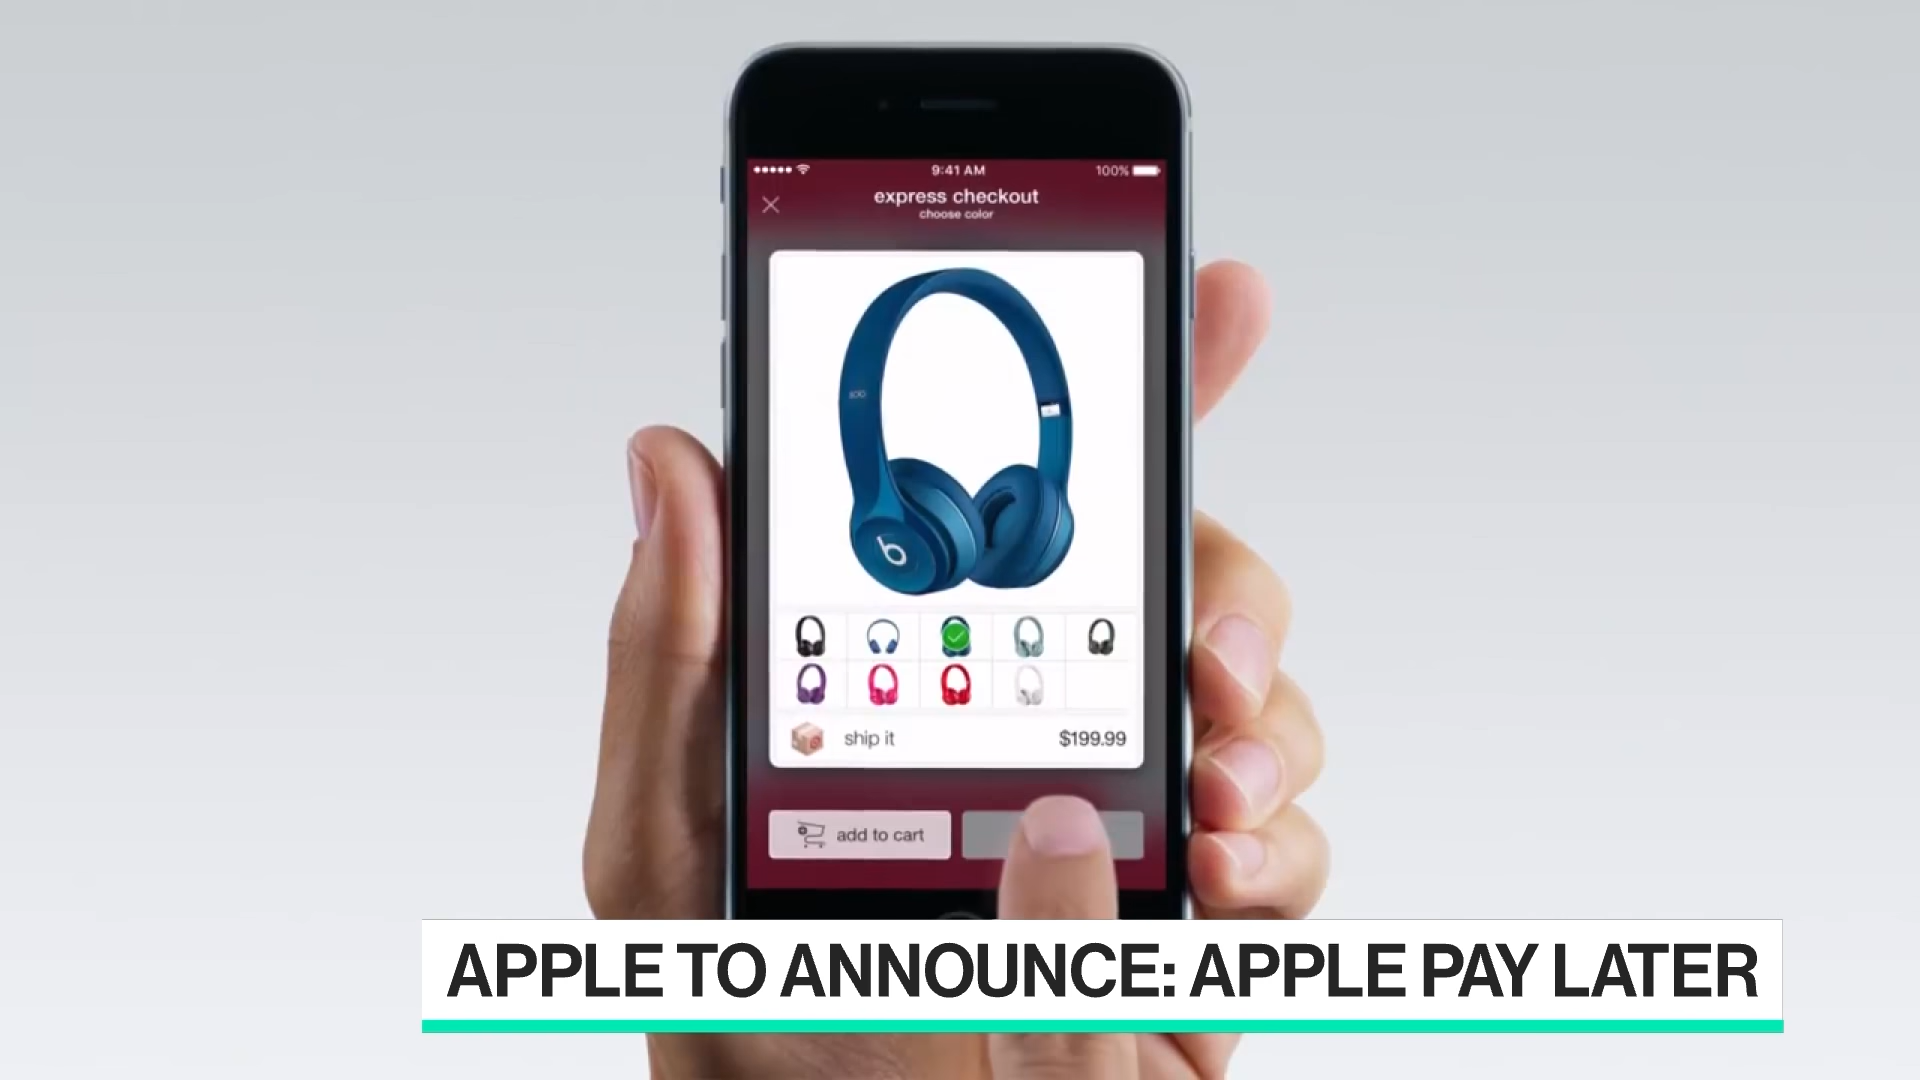 9:41 AM
100%
express checkout
choose color
solo
b
ship it
$199.99
add to cart
APPLE TO ANNOUNCE: APPLE PAY LATER